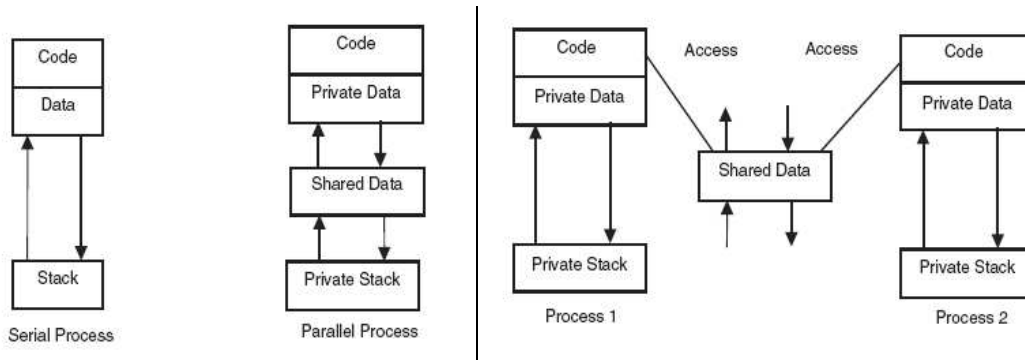 Code
Data
Stack
Serial Process
Code
Private Data
Shared Data
Private Stack
Parallel Process
Code
Private Data
Private Stack
Process 1
Access
Access
Shared Data
Code
Private Data
Private Stack
Process 2